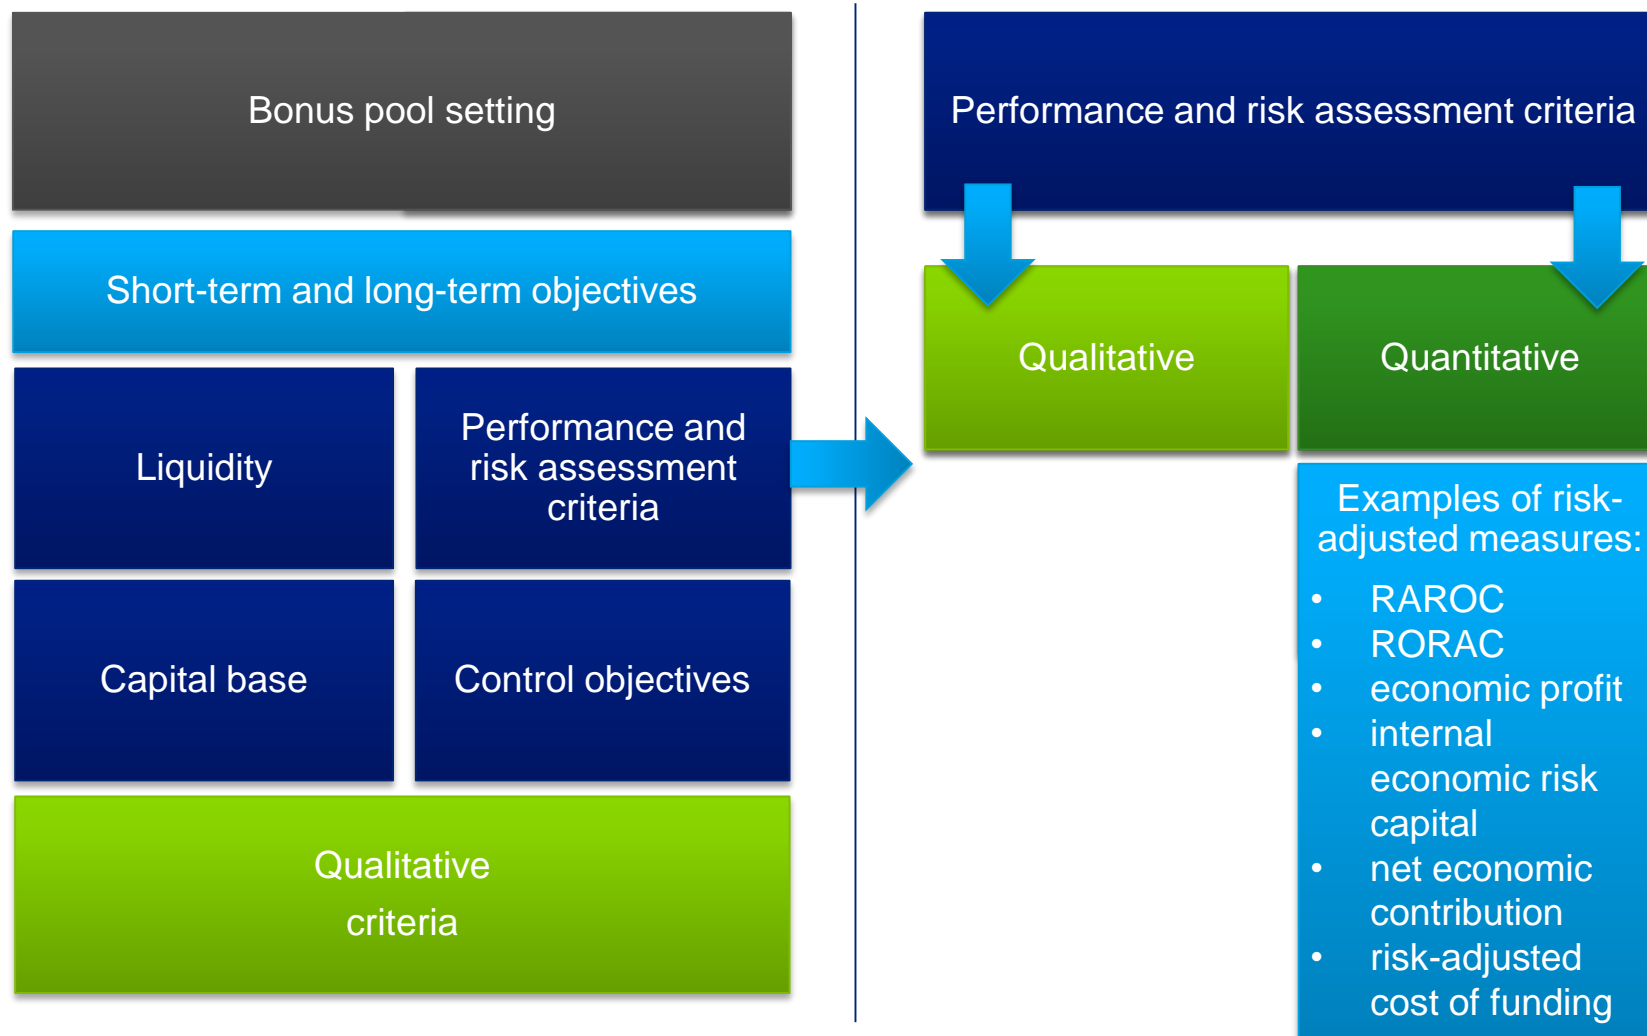 Bonus pool setting
Short-term and long-term objectives
Liquidity
Performance and
risk assessment
criteria
Capital base
Control objectives
Qualitative
criteria
Performance and risk assessment criteria
Qualitative
Quantitative
Examples of risk-
adjusted measures:
• RAROC
• RORAC
• economic profit
• internal
economic risk
capital
• net economic
contribution
• risk-adjusted
cost of funding